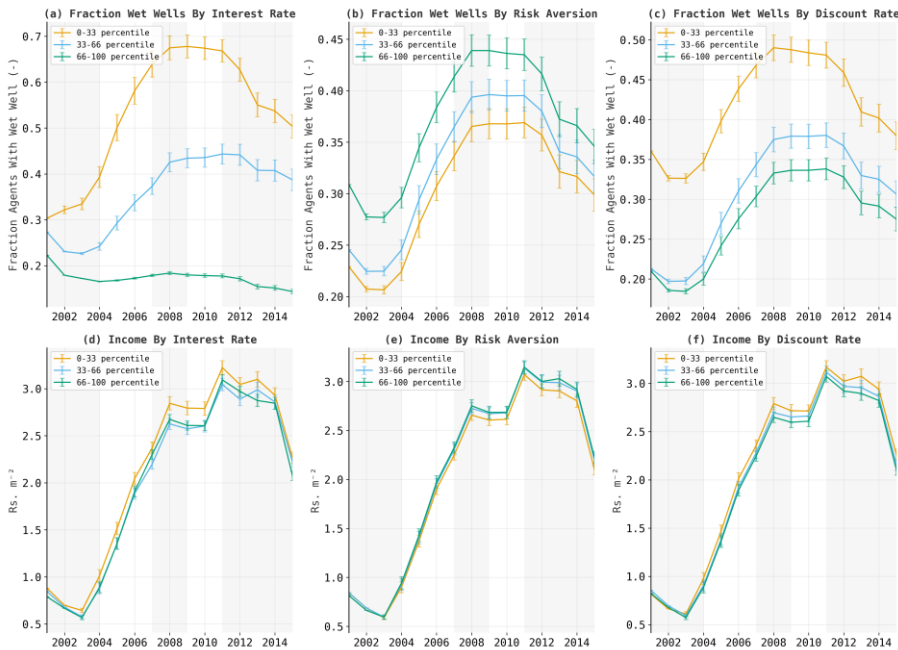 (a) Fraction Wet Wells By Interest Rate
0-33 percentile
33-66 percentile
66-100 percentile
Fraction Agents With Wet Well (-)
0.7
0.6
0.5
0.4
0.3
0.2
2002 2004 2006 2008 2010 2012 2014
(b) Fraction Wet Wells By Risk Aversion
0-33 percentile
33-66 percentile
66-100 percentile
Fraction Agents With Wet Well (-)
0.45
0.40
0.35
0.30
0.25
0.20
2002 2004 2006 2008 2010 2012 2014
(c) Fraction Wet Wells By Discount Rate
0-33 percentile
33-66 percentile
66-100 percentile
Fraction Agents With Wet Well (-)
0.50
0.45
0.40
0.35
0.30
0.25
0.20
2002 2004 2006 2008 2010 2012 2014
(d) Income By Interest Rate
0-33 percentile
33-66 percentile
66-100 percentile
Rs. m⁻²
3.0
2.5
2.0
1.5
1.0
0.5
2002 2004 2006 2008 2010 2012 2014
(e) Income By Risk Aversion
0-33 percentile
33-66 percentile
66-100 percentile
Rs. m⁻²
3.0
2.5
2.0
1.5
1.0
0.5
2002 2004 2006 2008 2010 2012 2014
(f) Income By Discount Rate
0-33 percentile
33-66 percentile
66-100 percentile
Rs. m⁻²
3.0
2.5
2.0
1.5
1.0
0.5
2002 2004 2006 2008 2010 2012 2014